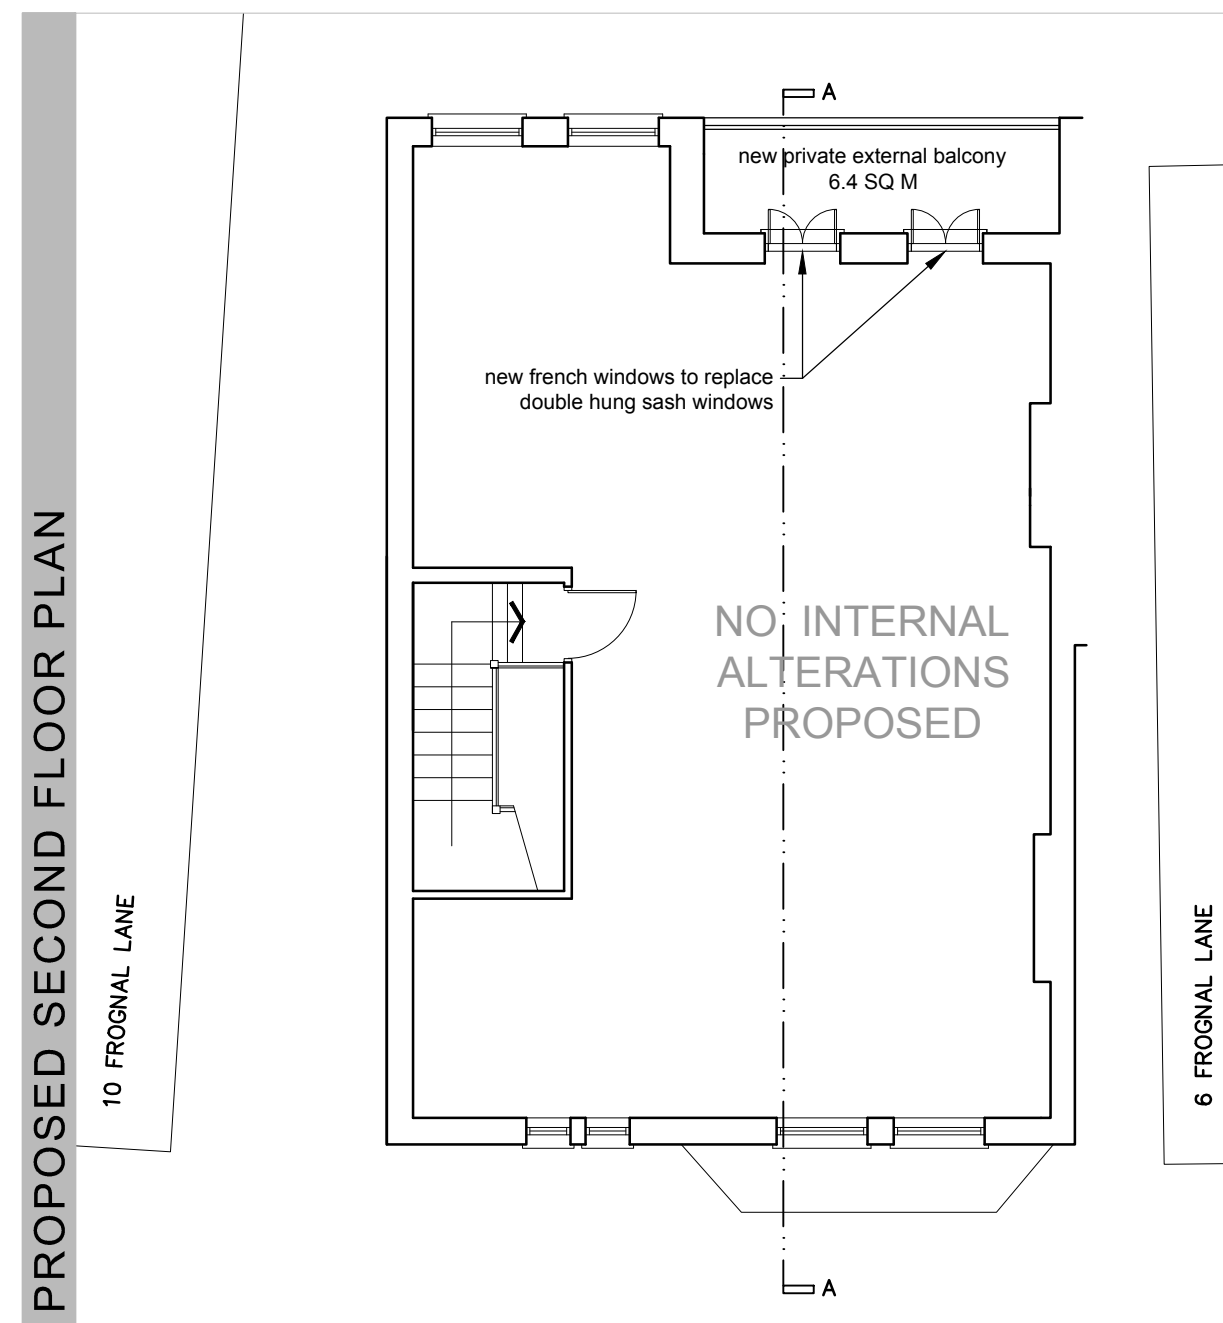 PROPOSED SECOND FLOOR PLAN
A
new private external balcony
6.4 SQ M
new french windows to replace
double hung sash windows
NO INTERNAL
ALTERATIONS
PROPOSED
10 FROGNAL LANE
6 FROGNAL LANE
A